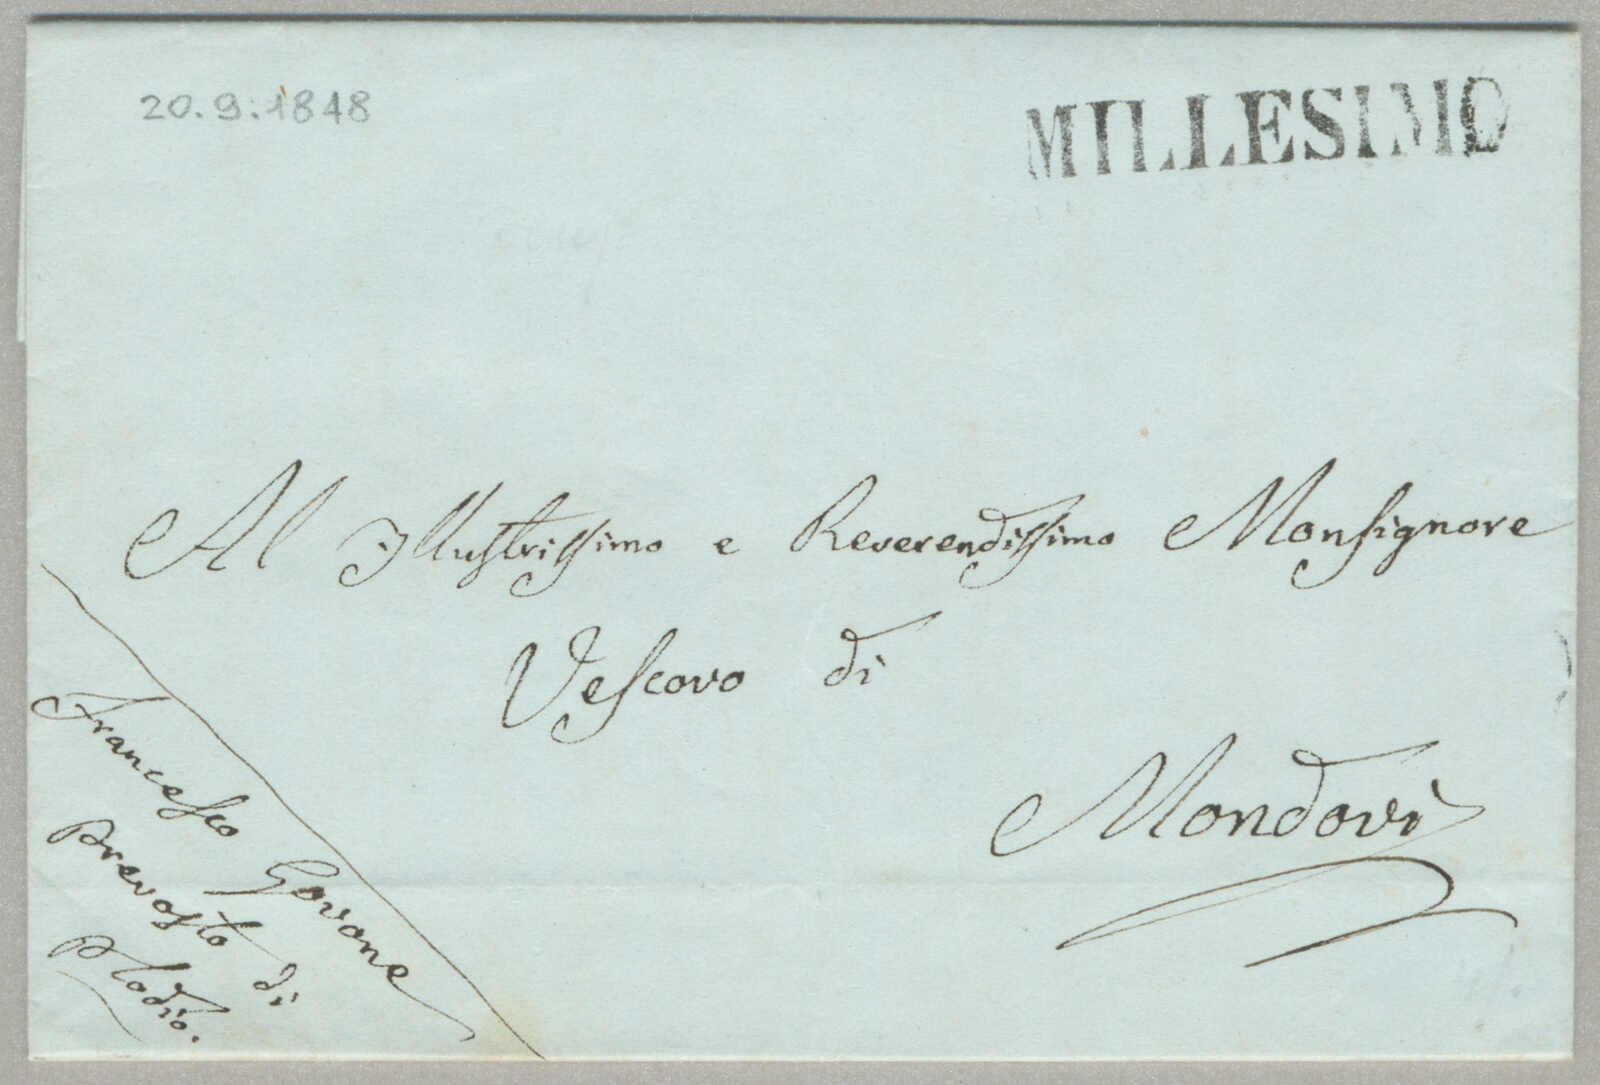 20.9.1848
MILLESIMO
Al Illustrissimo e Reverendissimo Monsignore
Vescovo di
Mondovì
Francesco Govone
Prevosto di
Plodio.